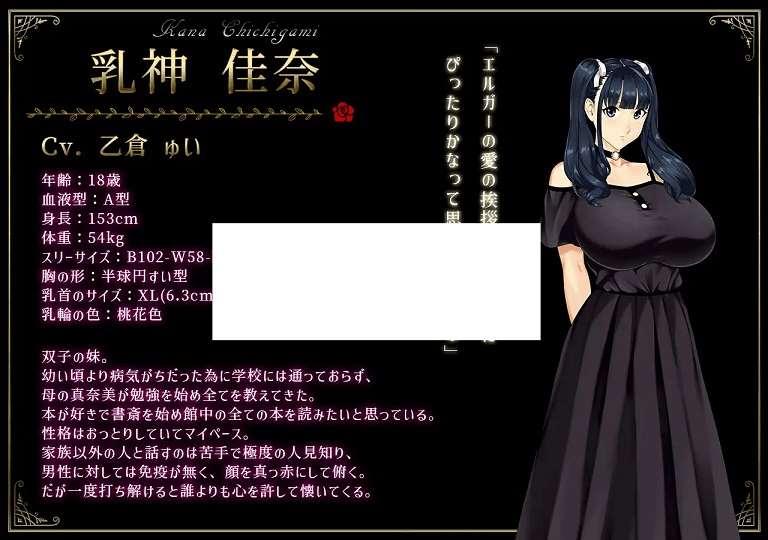 Kana Chichigami
乳神 佳奈
Cv. 乙倉 ゅい
年齢：18歳
血液型：A型
身長：153cm
体重：54kg
スリーサイズ：B102-W58-
胸の形：半球円すい型
乳首のサイズ：XL(6.3cm
乳輪の色：桃花色
「エルガーの愛の挨拶
ぴったりかなって思
」
双子の妹。
幼い頃より病気がちだった為に学校には通っておらず、
母の真奈美が勉強を始め全てを教えてきた。
本が好きで書斎を始め館中の全ての本を読みたいと思っている。
性格はおっとりしていてマイペース。
家族以外の人と話すのは苦手で極度の人見知り、
男性に対しては免疫が無く、顔を真っ赤にして俯く。
だが一度打ち解けると誰よりも心を許して懐いてくる。